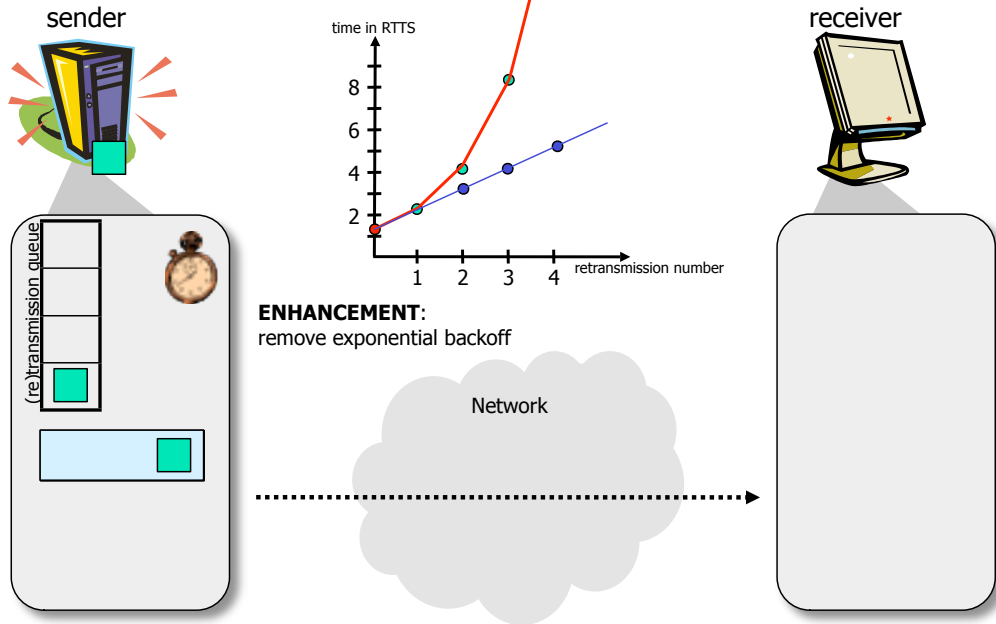 sender
receiver
time in RTTS
8
6
4
2
1 2 3 4
retransmission number
(re)transmission queue
ENHANCEMENT:
remove exponential backoff
Network